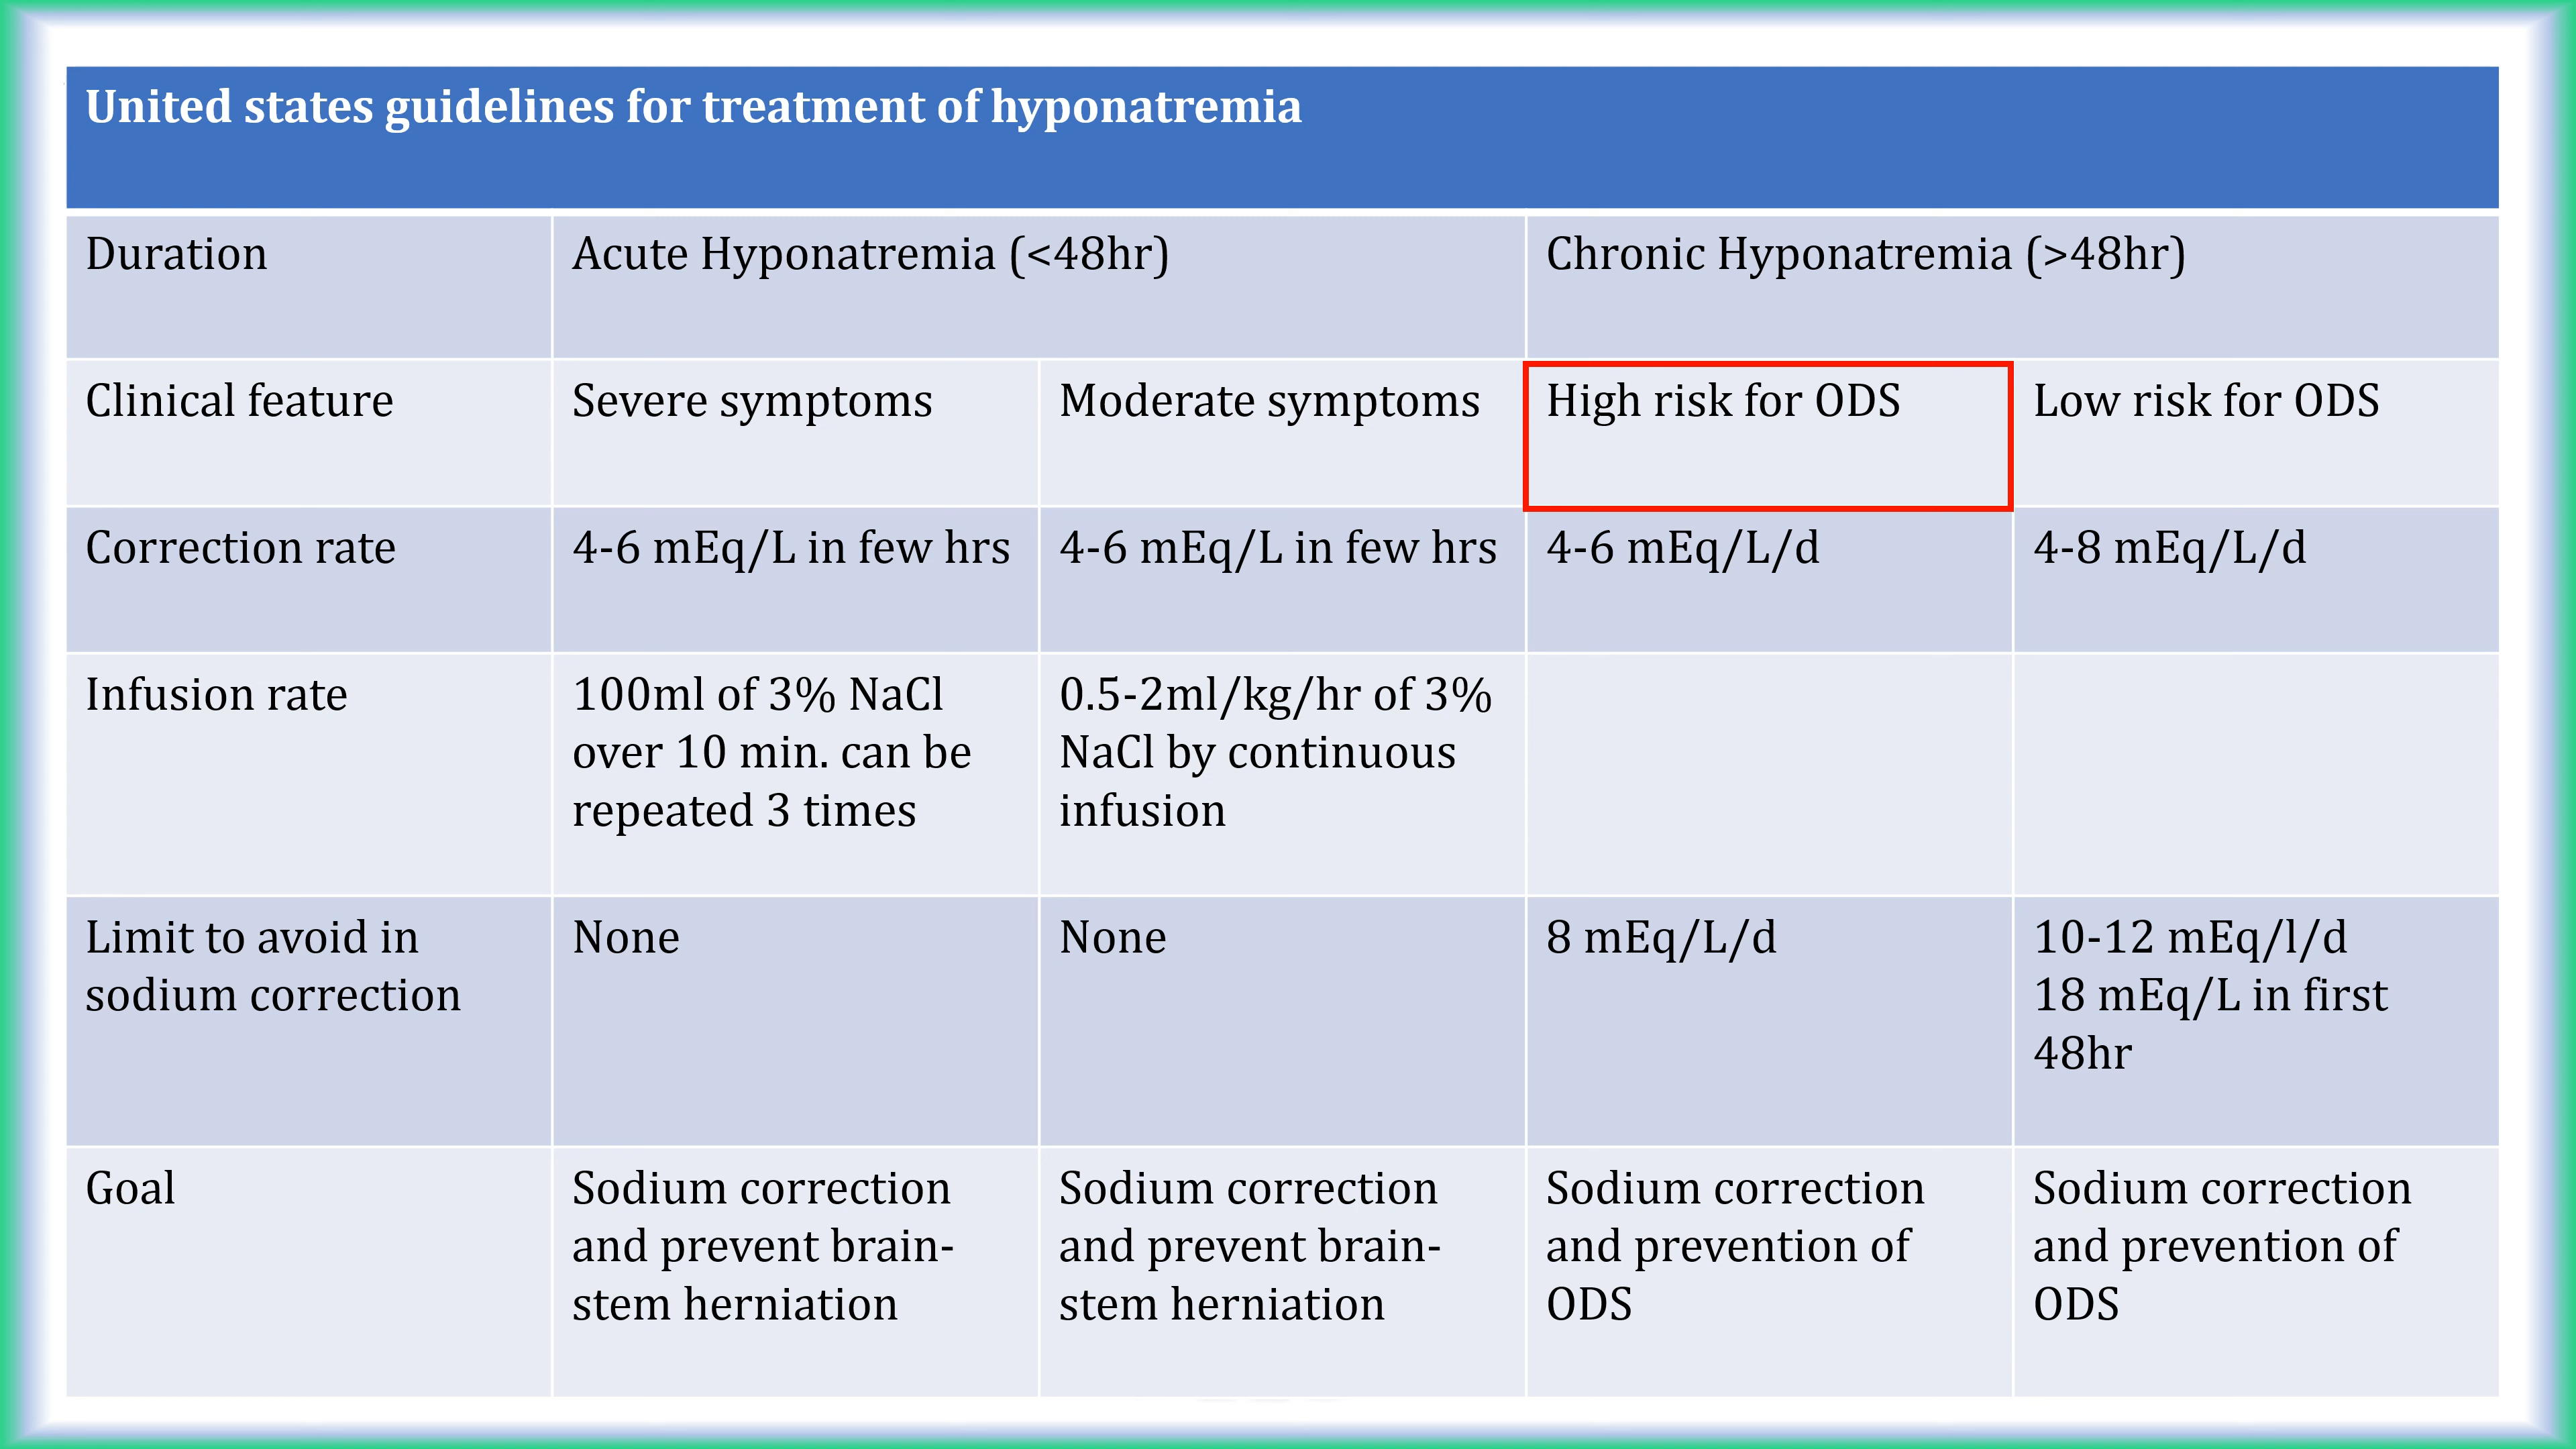 United states guidelines for treatment of hyponatremia
Duration
Acute Hyponatremia (<48hr)
Chronic Hyponatremia (>48hr)
Clinical feature
Severe symptoms
Moderate symptoms
High risk for ODS
Low risk for ODS
Correction rate
4-6 mEq/L in few hrs
4-6 mEq/L in few hrs
4-6 mEq/L/d
4-8 mEq/L/d
Infusion rate
100ml of 3% NaCl
over 10 min. can be
repeated 3 times
0.5-2ml/kg/hr of 3%
NaCl by continuous
infusion
Limit to avoid in
sodium correction
None
None
8 mEq/L/d
10-12 mEq/l/d
18 mEq/L in first
48hr
Goal
Sodium correction
and prevent brain-
stem herniation
Sodium correction
and prevent brain-
stem herniation
Sodium correction
and prevention of
ODS
Sodium correction
and prevention of
ODS